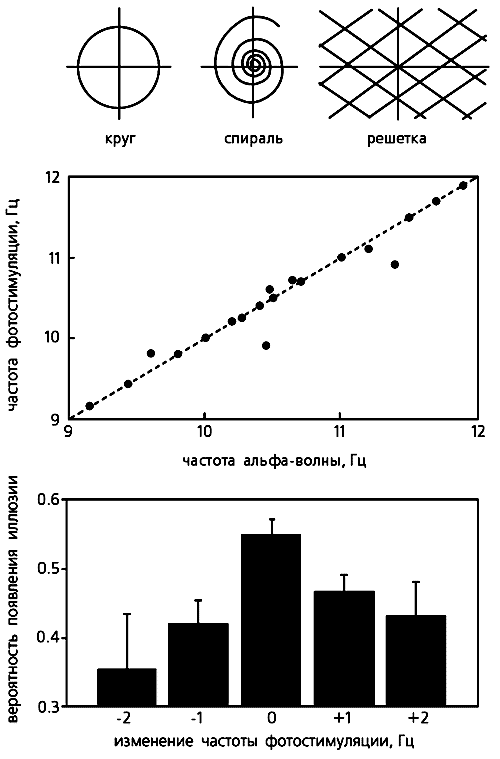 круг спираль решетка
частота фотостимуляции, Гц
12
11
10
9
9 10 11 12
частота альфа-волны, Гц
вероятность появления иллюзии
0.6
0.5
0.4
0.3
-2 -1 0 +1 +2
изменение частоты фотостимуляции, Гц